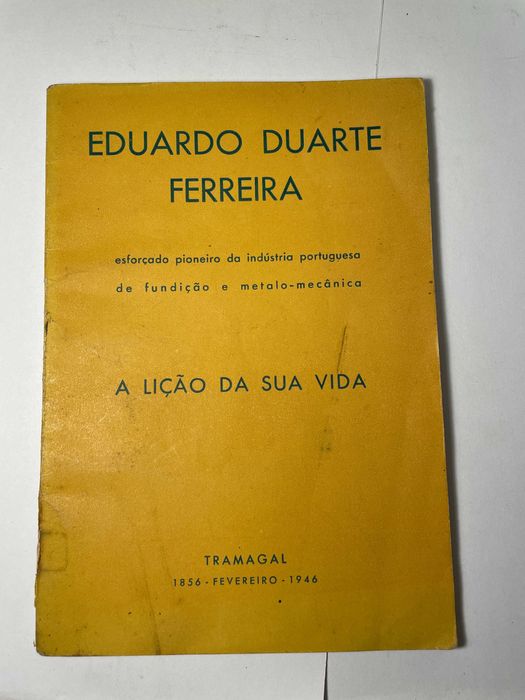 EDUARDO DUARTE
FERREIRA
esforçado pioneiro da indústria portuguesa
de fundição e metalo-mecânica
A LIÇÃO DA SUA VIDA
TRAMAGAL
1856 - FEVEREIRO - 1946